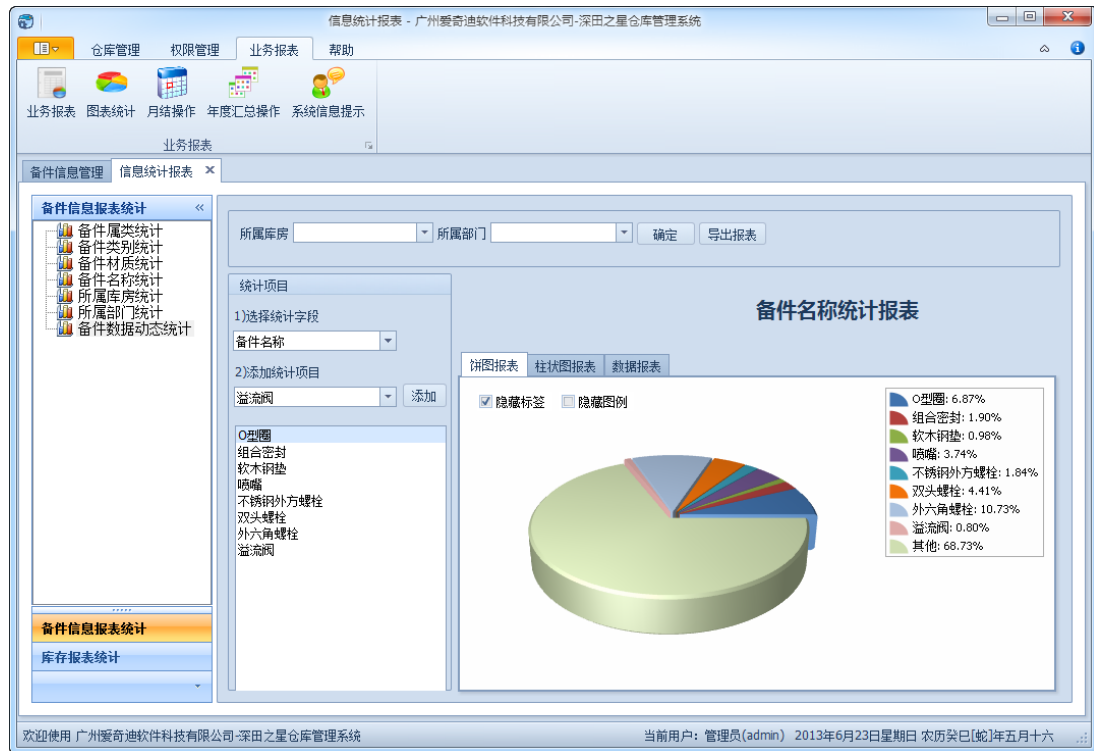 信息统计报表 - 广州爱奇迪软件科技有限公司-深田之星仓库管理系统
仓库管理 权限管理 业务报表 帮助
业务报表 图表统计 月结操作 年度汇总操作 系统信息提示
业务报表
备件信息管理 信息统计报表
备件信息报表统计
备件属类统计
备件类别统计
备件材质统计
备件名称统计
所属库房统计
所属部门统计
备件数据动态统计
备件信息报表统计
库存报表统计
所属库房 所属部门 确定 导出报表
统计项目
1)选择统计字段
备件名称
2)添加统计项目
溢流阀 添加
O型圈
组合密封
软木钢垫
喷嘴
不锈钢外方螺栓
双头螺栓
外六角螺栓
溢流阀
备件名称统计报表
饼图报表 柱状图报表 数据报表
隐藏标签 隐藏图例
O型圈: 6.87%
组合密封: 1.90%
软木钢垫: 0.98%
喷嘴: 3.74%
不锈钢外方螺栓: 1.84%
双头螺栓: 4.41%
外六角螺栓: 10.73%
溢流阀: 0.80%
其他: 68.73%
欢迎使用 广州爱奇迪软件科技有限公司-深田之星仓库管理系统 当前用户: 管理员(admin) 2013年6月23日星期日 农历癸巳[蛇]年五月十六